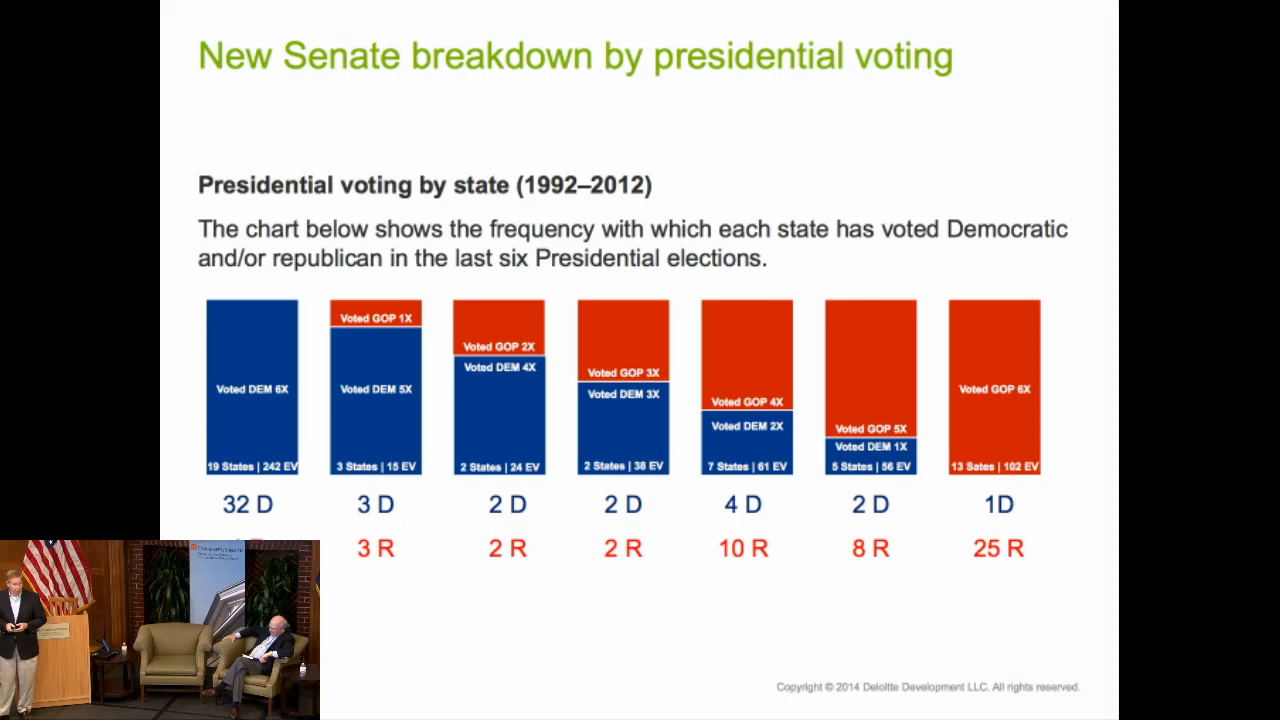 New Senate breakdown by presidential voting
Presidential voting by state (1992–2012)
The chart below shows the frequency with which each state has voted Democratic
and/or republican in the last six Presidential elections.
Voted DEM 6X
19 States | 242 EV
Voted GOP 1X
Voted DEM 5X
3 States | 15 EV
Voted GOP 2X
Voted DEM 4X
2 States | 24 EV
Voted GOP 3X
Voted DEM 3X
2 States | 38 EV
Voted GOP 4X
Voted DEM 2X
7 States | 61 EV
Voted GOP 5X
Voted DEM 1X
5 States | 56 EV
Voted GOP 6X
13 Sates | 102 EV
32 D
3 D
2 D
2 D
4 D
2 D
1D
3 R
2 R
2 R
10 R
8 R
25 R
Copyright © 2014 Deloitte Development LLC. All rights reserved.